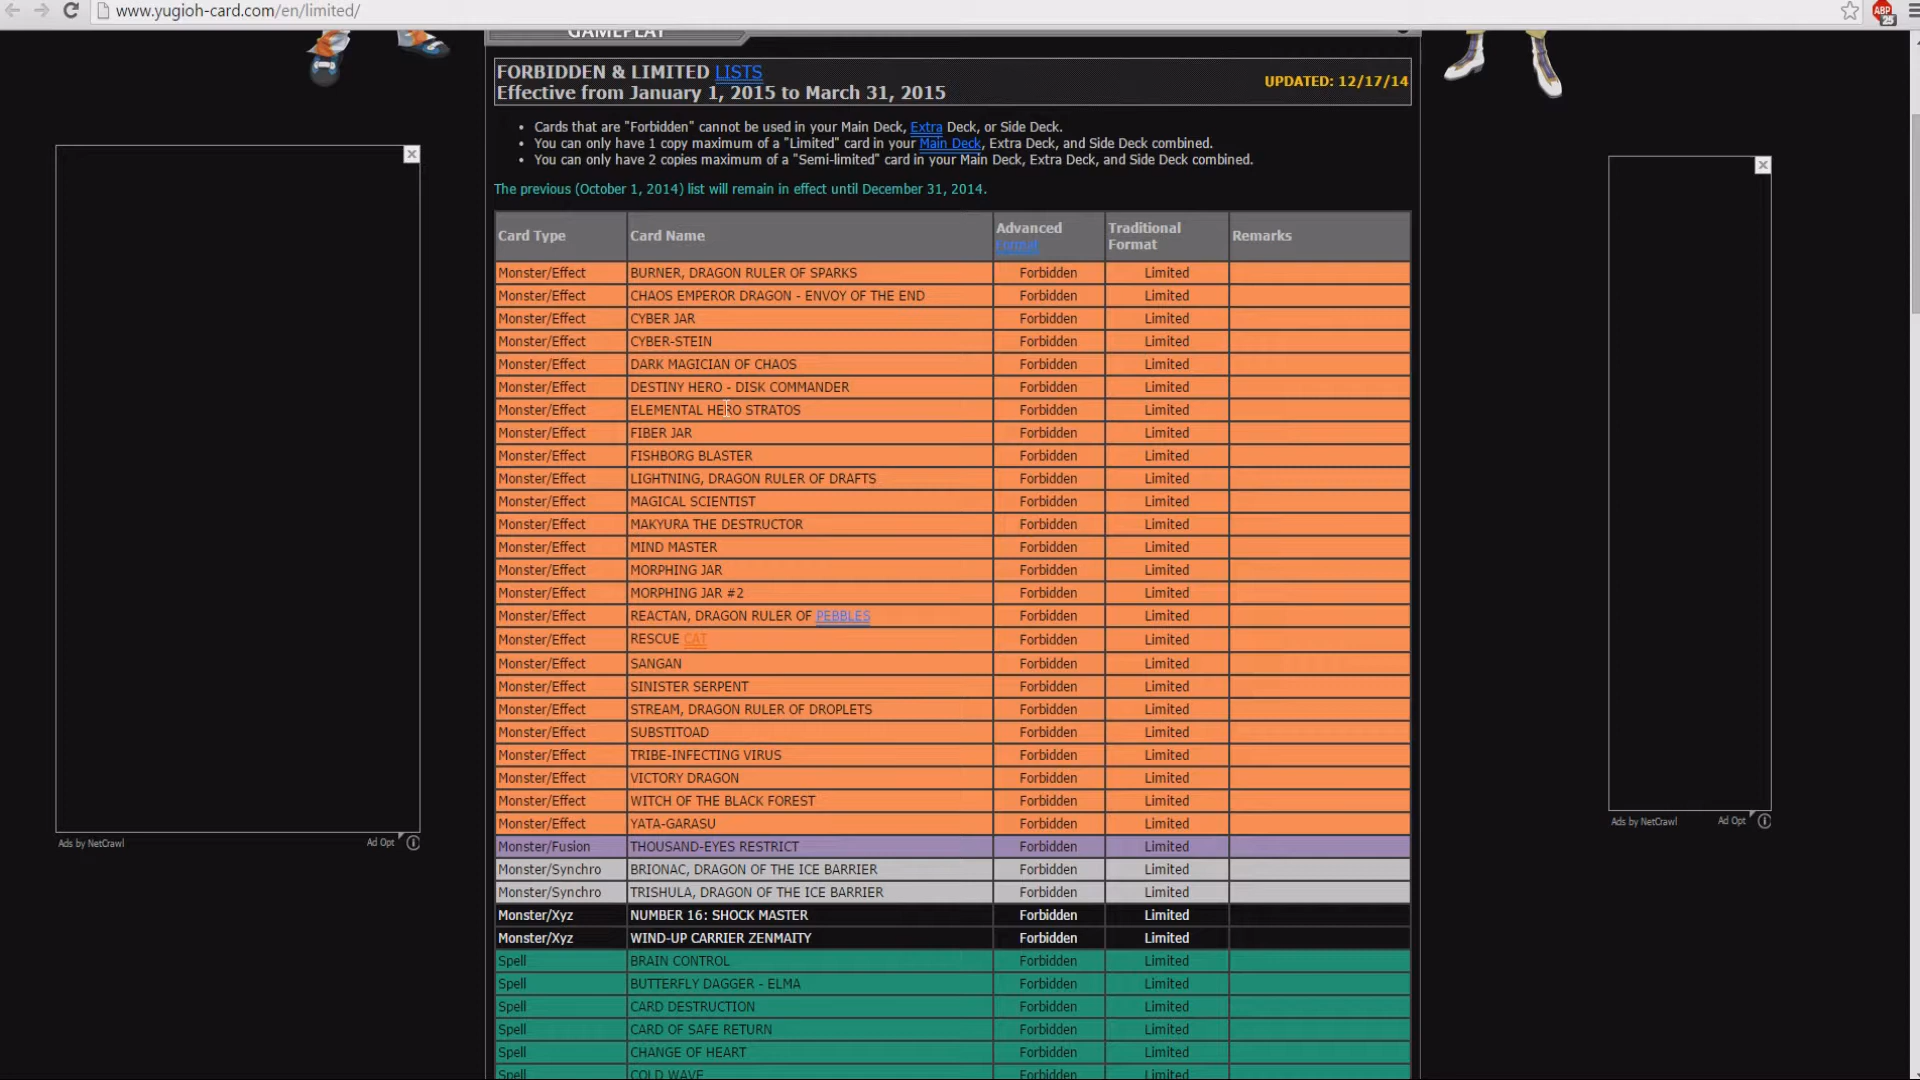 www.yugioh-card.com/en/limited/
ABP
25
GAMEPLAY
FORBIDDEN & LIMITED LISTS
Effective from January 1, 2015 to March 31, 2015
UPDATED: 12/17/14
• Cards that are "Forbidden" cannot be used in your Main Deck, Extra Deck, or Side Deck.
• You can only have 1 copy maximum of a "Limited" card in your Main Deck, Extra Deck, and Side Deck combined.
• You can only have 2 copies maximum of a "Semi-limited" card in your Main Deck, Extra Deck, and Side Deck combined.
The previous (October 1, 2014) list will remain in effect until December 31, 2014.
Card Type Card Name Advanced Format Traditional Format Remarks
Monster/Effect BURNER, DRAGON RULER OF SPARKS Forbidden Limited
Monster/Effect CHAOS EMPEROR DRAGON - ENVOY OF THE END Forbidden Limited
Monster/Effect CYBER JAR Forbidden Limited
Monster/Effect CYBER-STEIN Forbidden Limited
Monster/Effect DARK MAGICIAN OF CHAOS Forbidden Limited
Monster/Effect DESTINY HERO - DISK COMMANDER Forbidden Limited
Monster/Effect ELEMENTAL HERO STRATOS Forbidden Limited
Monster/Effect FIBER JAR Forbidden Limited
Monster/Effect FISHBORG BLASTER Forbidden Limited
Monster/Effect LIGHTNING, DRAGON RULER OF DRAFTS Forbidden Limited
Monster/Effect MAGICAL SCIENTIST Forbidden Limited
Monster/Effect MAKYURA THE DESTRUCTOR Forbidden Limited
Monster/Effect MIND MASTER Forbidden Limited
Monster/Effect MORPHING JAR Forbidden Limited
Monster/Effect MORPHING JAR #2 Forbidden Limited
Monster/Effect REACTAN, DRAGON RULER OF PEBBLES Forbidden Limited
Monster/Effect RESCUE CAT Forbidden Limited
Monster/Effect SANGAN Forbidden Limited
Monster/Effect SINISTER SERPENT Forbidden Limited
Monster/Effect STREAM, DRAGON RULER OF DROPLETS Forbidden Limited
Monster/Effect SUBSTITOAD Forbidden Limited
Monster/Effect TRIBE-INFECTING VIRUS Forbidden Limited
Monster/Effect VICTORY DRAGON Forbidden Limited
Monster/Effect WITCH OF THE BLACK FOREST Forbidden Limited
Monster/Effect YATA-GARASU Forbidden Limited
Monster/Fusion THOUSAND-EYES RESTRICT Forbidden Limited
Monster/Synchro BRIONAC, DRAGON OF THE ICE BARRIER Forbidden Limited
Monster/Synchro TRISHULA, DRAGON OF THE ICE BARRIER Forbidden Limited
Monster/Xyz NUMBER 16: SHOCK MASTER Forbidden Limited
Monster/Xyz WIND-UP CARRIER ZENMAITY Forbidden Limited
Spell BRAIN CONTROL Forbidden Limited
Spell BUTTERFLY DAGGER - ELMA Forbidden Limited
Spell CARD DESTRUCTION Forbidden Limited
Spell CARD OF SAFE RETURN Forbidden Limited
Spell CHANGE OF HEART Forbidden Limited
Spell COLD WAVE Forbidden Limited
Ads by NetCrawl Ad Opt
Ads by NetCrawl Ad Opt